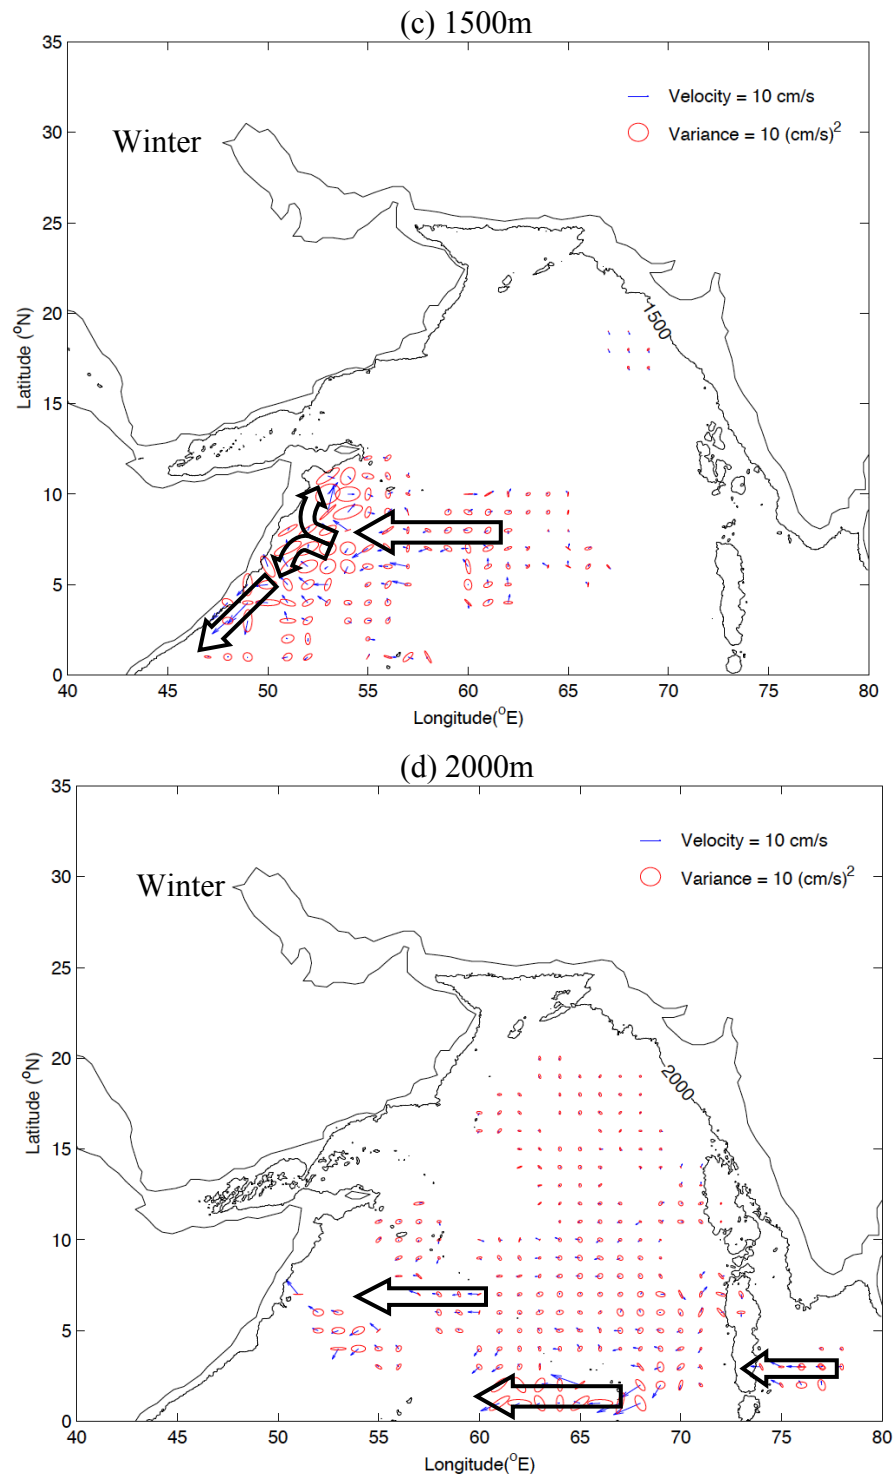 (c) 1500m
35
30
25
20
15
10
5
0
Latitude (°N)
Winter
Velocity = 10 cm/s
Variance = 10 (cm/s)²
1500
40 45 50 55 60 65 70 75 80
Longitude(°E)
(d) 2000m
35
30
25
20
15
10
5
0
Latitude (°N)
Winter
Velocity = 10 cm/s
Variance = 10 (cm/s)²
2000
40 45 50 55 60 65 70 75 80
Longitude(°E)